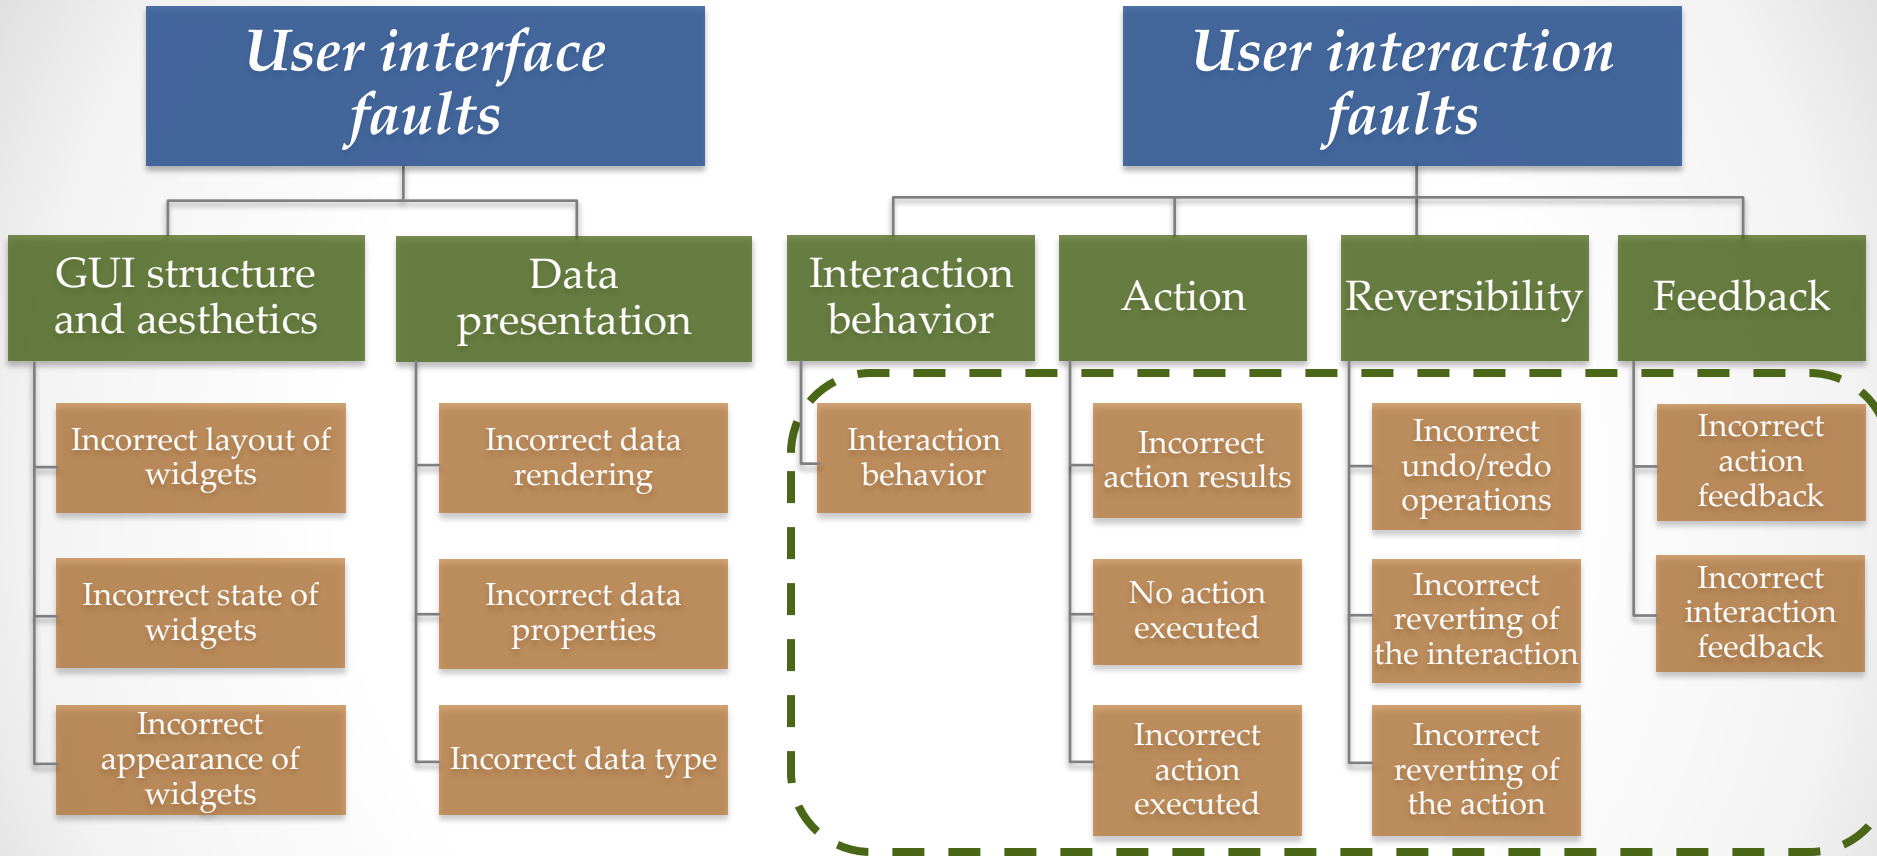 User interface
faults
User interaction
faults
GUI structure
and aesthetics
Data
presentation
Interaction
behavior
Action
Reversibility
Feedback
Incorrect layout of
widgets
Incorrect state of
widgets
Incorrect
appearance of
widgets
Incorrect data
rendering
Incorrect data
properties
Incorrect data type
Interaction
behavior
Incorrect
action results
No action
executed
Incorrect
action
executed
Incorrect
undo/redo
operations
Incorrect
reverting of
the interaction
Incorrect
reverting of
the action
Incorrect
action
feedback
Incorrect
interaction
feedback